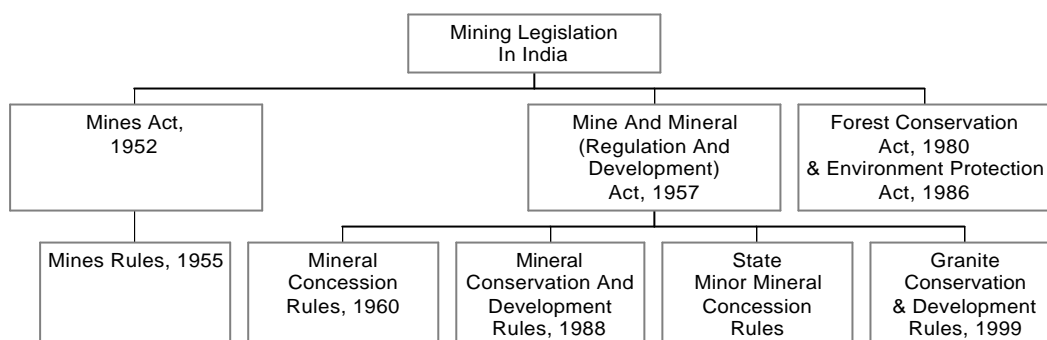 Mining Legislation
In India
Mines Act,
1952
Mine And Mineral
(Regulation And
Development)
Act, 1957
Forest Conservation
Act, 1980
& Environment Protection
Act, 1986
Mines Rules, 1955
Mineral
Concession
Rules, 1960
Mineral
Conservation And
Development
Rules, 1988
State
Minor Mineral
Concession
Rules
Granite
Conservation
& Development
Rules, 1999